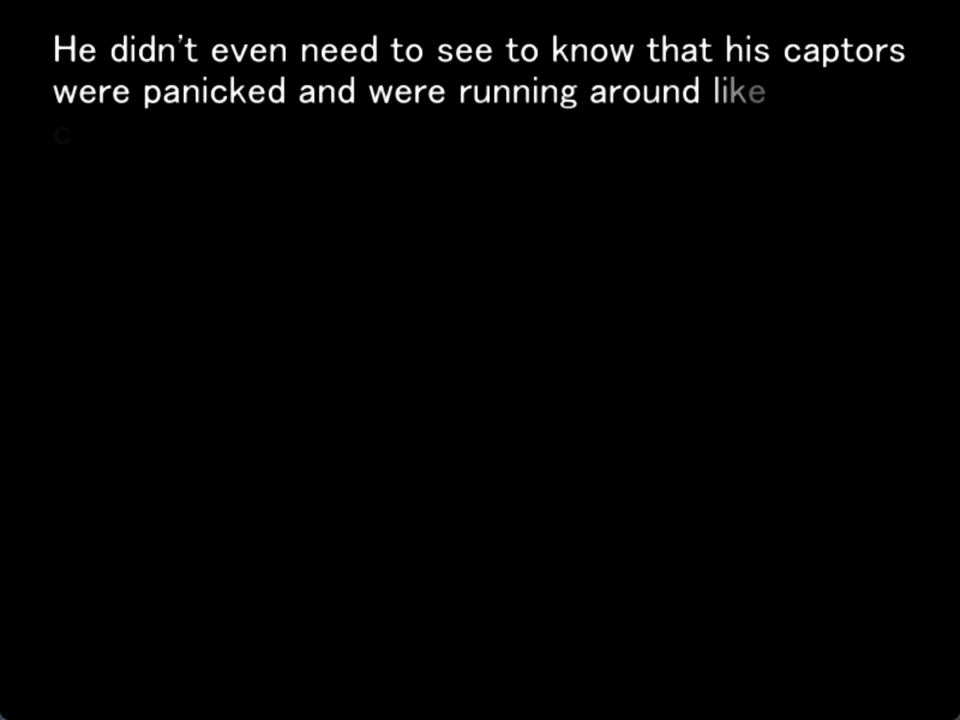 He didn't even need to see to know that his captors
were panicked and were running around like
c